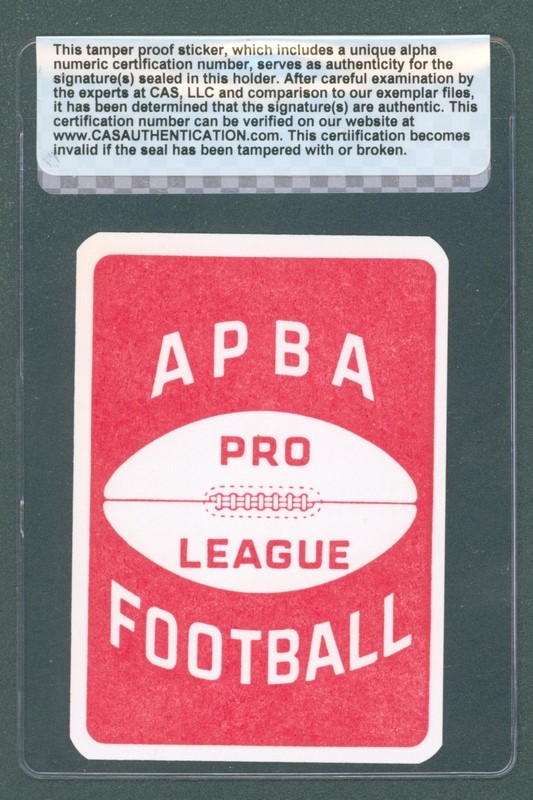 This tamper proof sticker, which includes a unique alpha
numeric certification number, serves as authenticity for the
signature(s) sealed in this holder. After careful examination by
the experts at CAS, LLC and comparison to our exemplar files,
it has been determined that the signature(s) are authentic. This
certification number can be verified on our website at
www.CASAUTHENTICATION.com. This certiification becomes
invalid if the seal has been tampered with or broken.
APBA
PRO
LEAGUE
FOOTBALL